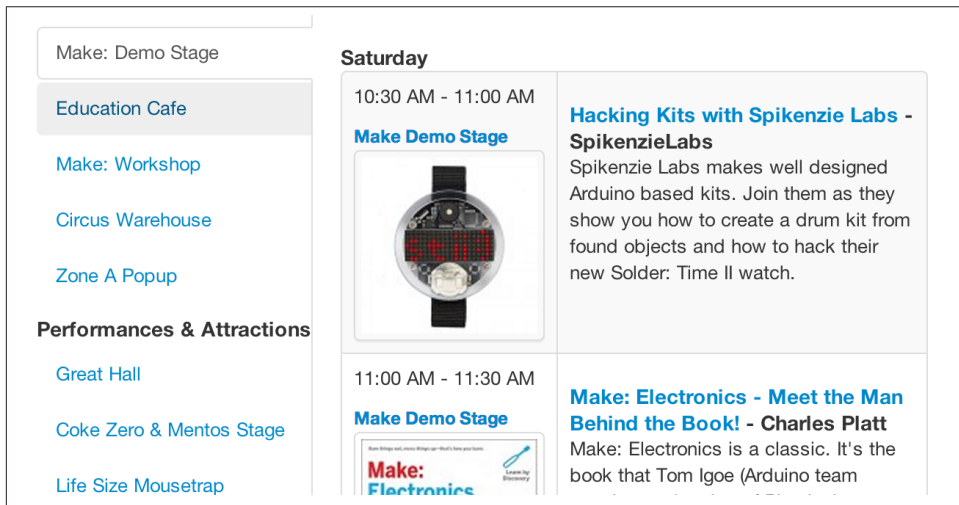 Make: Demo Stage
Education Cafe
Make: Workshop
Circus Warehouse
Zone A Popup
Performances & Attractions
Great Hall
Coke Zero & Mentos Stage
Life Size Mousetrap
Saturday
10:30 AM - 11:00 AM
Make Demo Stage
Hacking Kits with Spikenzie Labs -
SpikenzieLabs
Spikenzie Labs makes well designed
Arduino based kits. Join them as they
show you how to create a drum kit from
found objects and how to hack their
new Solder: Time II watch.
11:00 AM - 11:30 AM
Make Demo Stage
Make:
Electronics
Learn by
Discovery
Make: Electronics - Meet the Man
Behind the Book! - Charles Platt
Make: Electronics is a classic. It's the
book that Tom Igoe (Arduino team